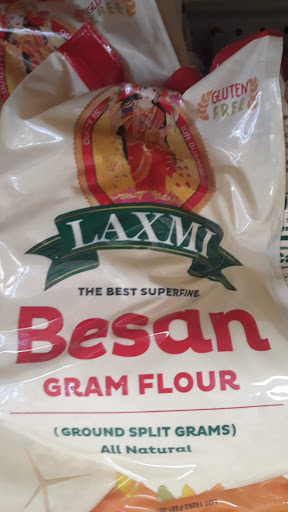 GLUTEN
FREE
LAXMI
THE BEST SUPERFINE
Besan
GRAM FLOUR
(GROUND SPLIT GRAMS)
All Natural